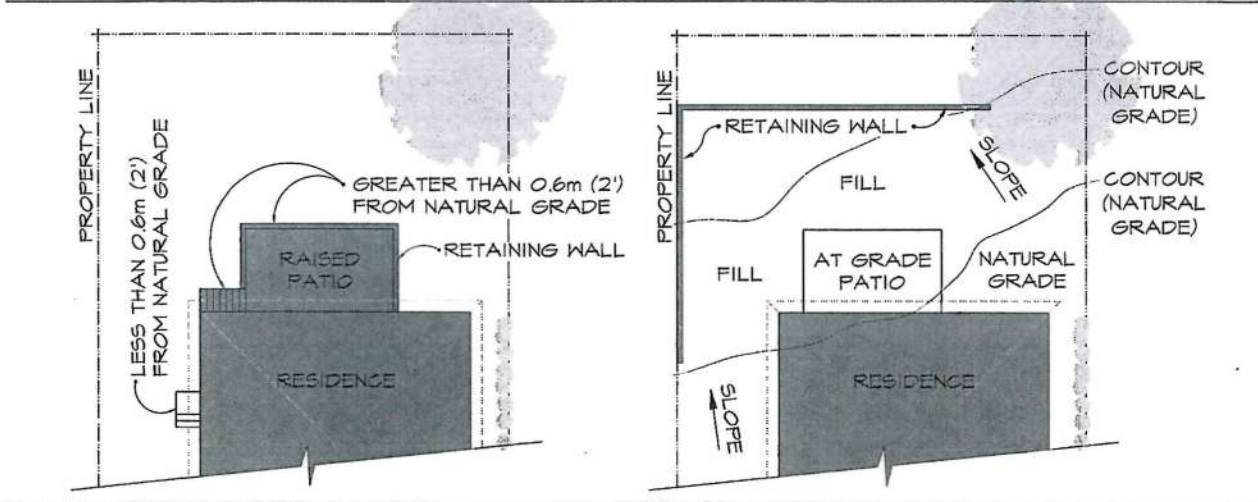 PROPERTY LINE
LESS THAN 0.6m (2')
FROM NATURAL GRADE
GREATER THAN 0.6m (2')
FROM NATURAL GRADE
RETAINING WALL
RAISED
PATIO
RESIDENCE
PROPERTY LINE
CONTOUR
(NATURAL
GRADE)
RETAINING WALL
SLOPE
FILL
CONTOUR
(NATURAL
GRADE)
FILL
AT GRADE
PATIO
NATURAL
GRADE
RESIDENCE
SLOPE